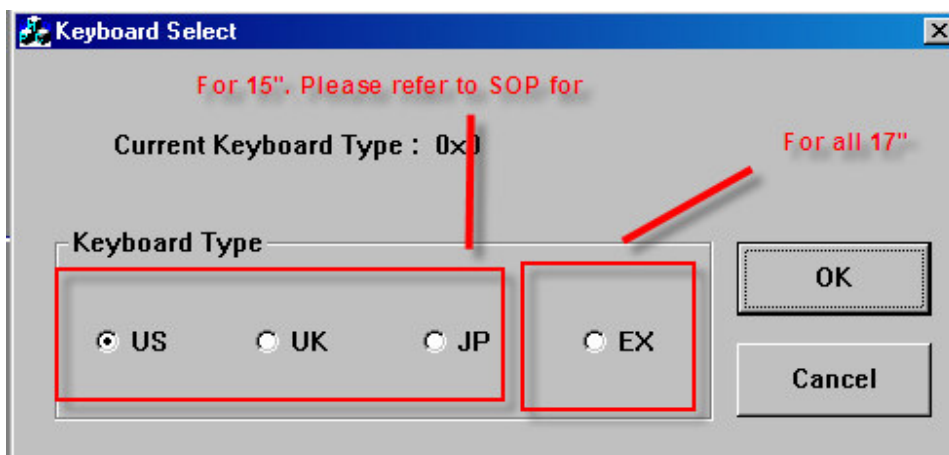 Keyboard Select
For 15". Please refer to SOP for
Current Keyboard Type : 0x0
For all 17"
Keyboard Type
US
UK
JP
EX
OK
Cancel